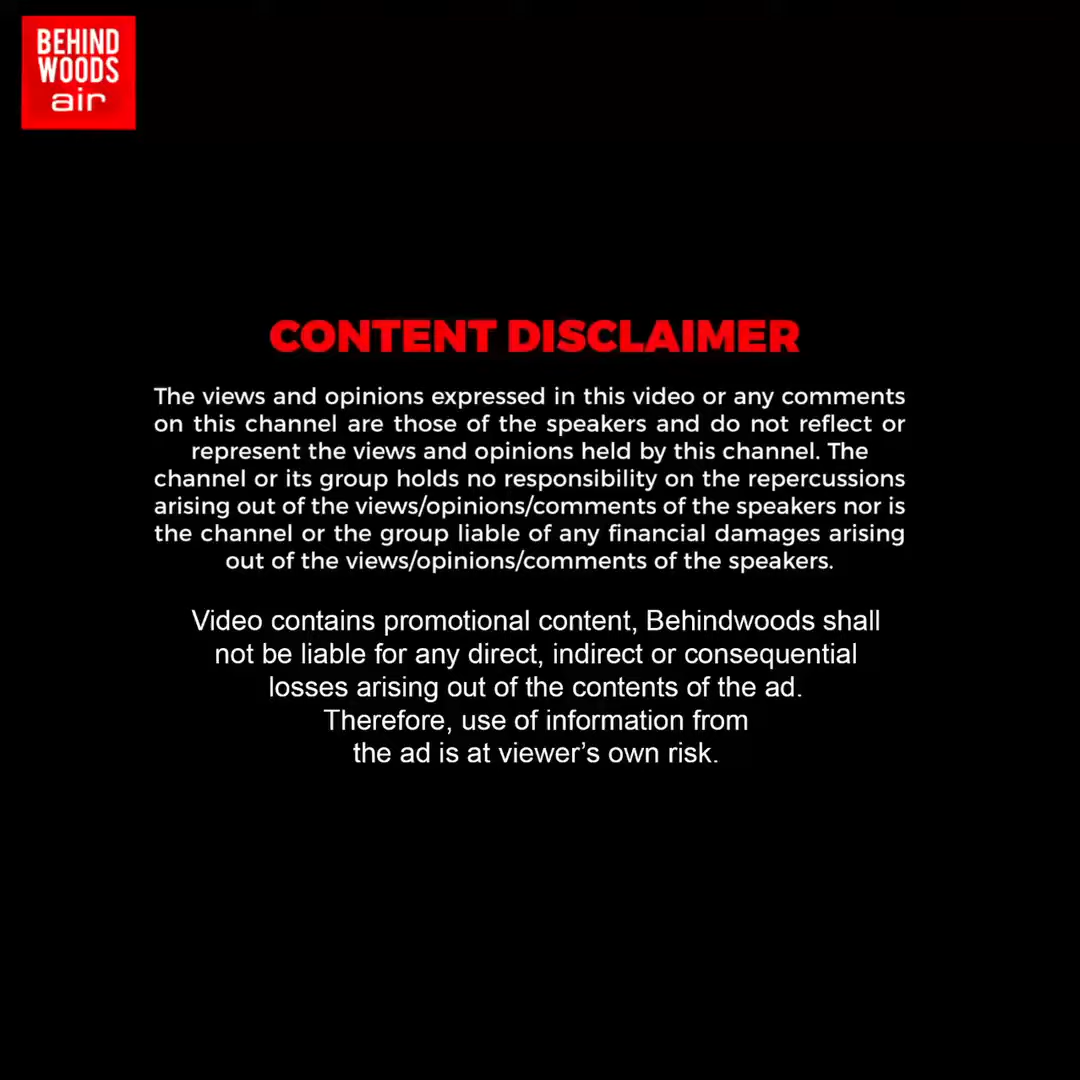 BEHIND
WOODS
air
CONTENT DISCLAIMER
The views and opinions expressed in this video or any comments
on this channel are those of the speakers and do not reflect or
represent the views and opinions held by this channel. The
channel or its group holds no responsibility on the repercussions
arising out of the views/opinions/comments of the speakers nor is
the channel or the group liable of any financial damages arising
out of the views/opinions/comments of the speakers.
Video contains promotional content, Behindwoods shall
not be liable for any direct, indirect or consequential
losses arising out of the contents of the ad.
Therefore, use of information from
the ad is at viewer’s own risk.